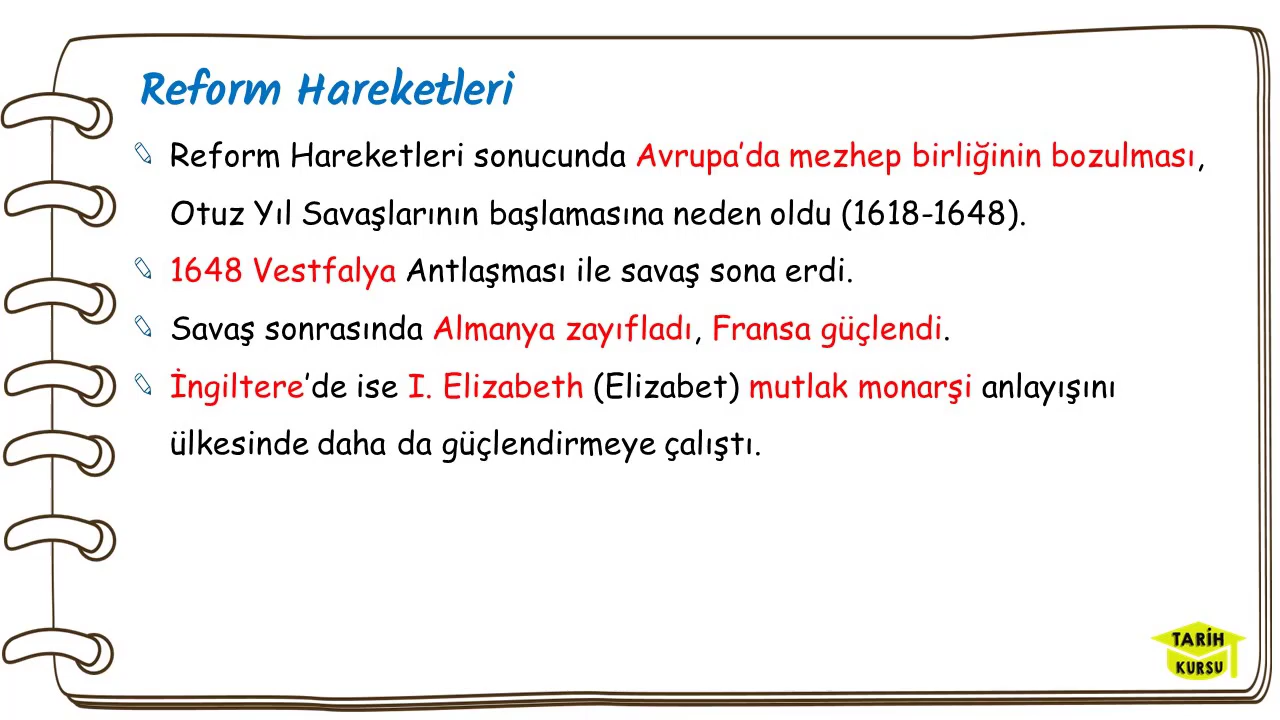 Reform Hareketleri
Reform Hareketleri sonucunda Avrupa’da mezhep birliğinin bozulması,
Otuz Yıl Savaşlarının başlamasına neden oldu (1618-1648).
1648 Vestfalya Antlaşması ile savaş sona erdi.
Savaş sonrasında Almanya zayıfladı, Fransa güçlendi.
İngiltere’de ise I. Elizabeth (Elizabet) mutlak monarşi anlayışını
ülkesinde daha da güçlendirmeye çalıştı.
TARİH
KURSU